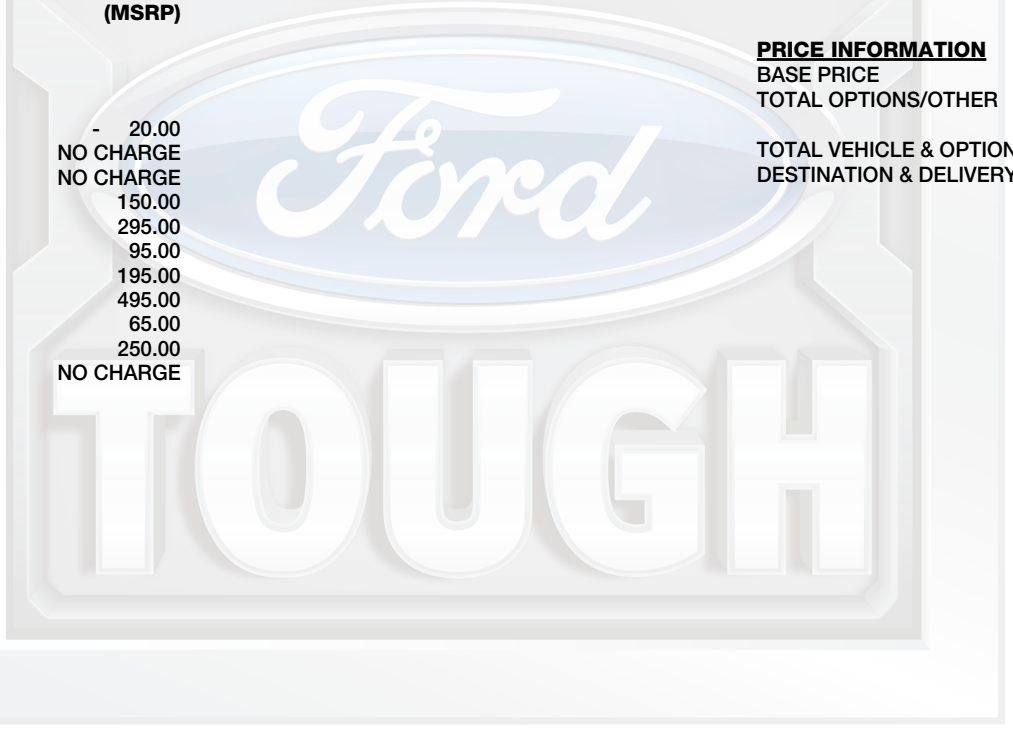 (MSRP)
- 20.00
NO CHARGE
NO CHARGE
150.00
295.00
95.00
195.00
495.00
65.00
250.00
NO CHARGE
PRICE INFORMATION
BASE PRICE
TOTAL OPTIONS/OTHER
TOTAL VEHICLE & OPTION
DESTINATION & DELIVERY
Ford
TOUGH